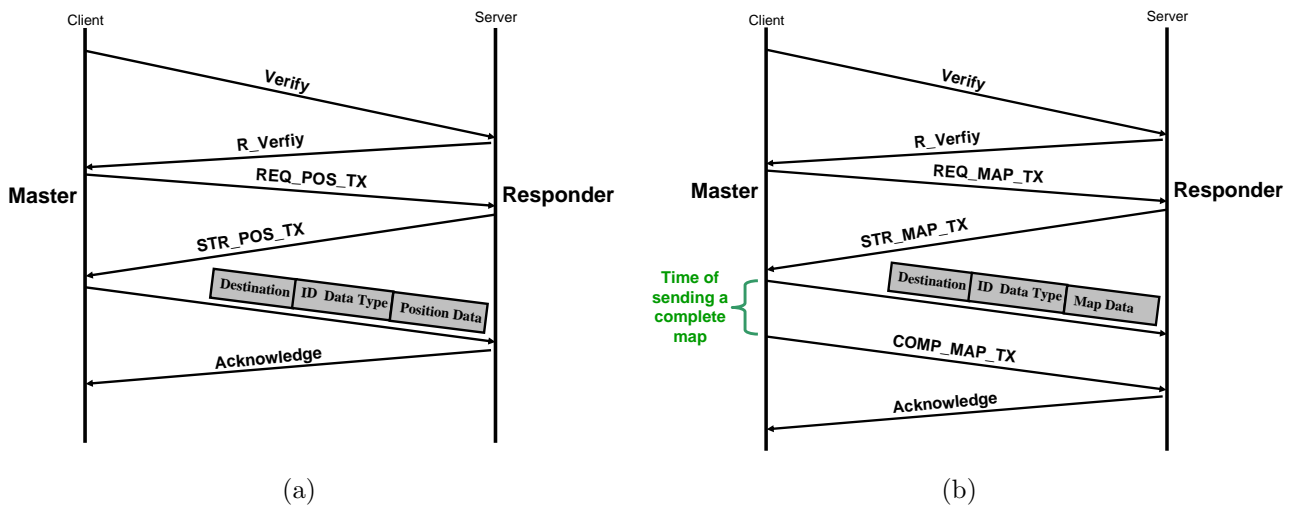 Client
Server
Verify
R_Verfiy
REQ_POS_TX
Master
Responder
STR_POS_TX
Destination
ID Data Type
Position Data
Acknowledge
(a)
Client
Server
Verify
R_Verfiy
REQ_MAP_TX
Master
Responder
STR_MAP_TX
Time of
sending a
complete
map
Destination
ID Data Type
Map Data
COMP_MAP_TX
Acknowledge
(b)